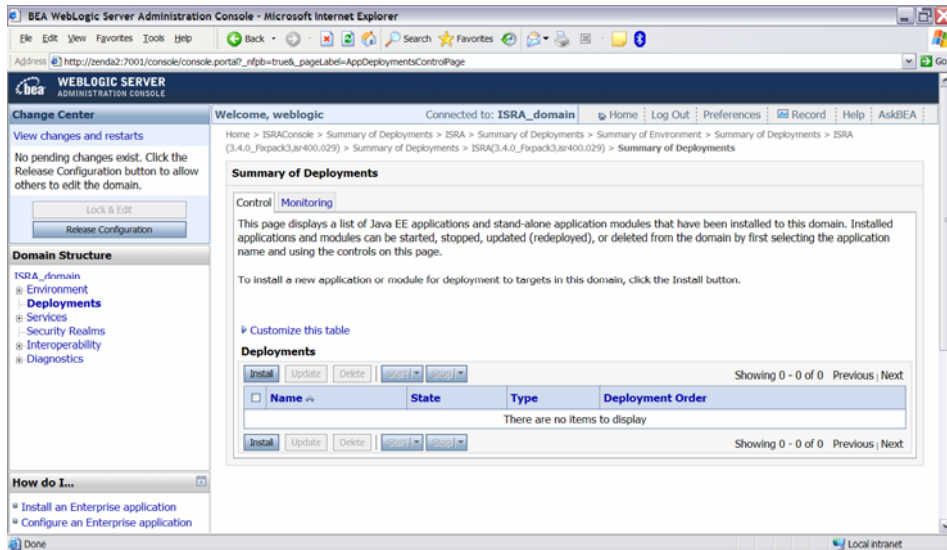 BEA WebLogic Server Administration Console - Microsoft Internet Explorer
File Edit View Favorites Tools Help
Back Search Favorites
Address http://zenda2:7001/console/console.portal?_nfpb=true&_pageLabel=AppDeploymentsControlPage Go
bea WEBLOGIC SERVER
ADMINISTRATION CONSOLE
Change Center
View changes and restarts
No pending changes exist. Click the
Release Configuration button to allow
others to edit the domain.
Lock & Edit
Release Configuration
Domain Structure
ISRA_domain
Environment
Deployments
Services
Security Realms
Interoperability
Diagnostics
How do I...
Install an Enterprise application
Configure an Enterprise application
Welcome, weblogic Connected to: ISRA_domain Home Log Out Preferences Record Help AskBEA
Home > ISRAConsole > Summary of Deployments > ISRA > Summary of Deployments > Summary of Environment > Summary of Deployments > ISRA
(3.4.0_Fixpack3,isr400.029) > Summary of Deployments > ISRA(3.4.0_Fixpack3,isr400.029) > Summary of Deployments
Summary of Deployments
Control Monitoring
This page displays a list of Java EE applications and stand-alone application modules that have been installed to this domain. Installed
applications and modules can be started, stopped, updated (redeployed), or deleted from the domain by first selecting the application
name and using the controls on this page.
To install a new application or module for deployment to targets in this domain, click the Install button.
Customize this table
Deployments
Install Update Delete Start Stop Showing 0 - 0 of 0 Previous | Next
Name State Type Deployment Order
There are no items to display
Install Update Delete Start Stop Showing 0 - 0 of 0 Previous | Next
Done Local intranet